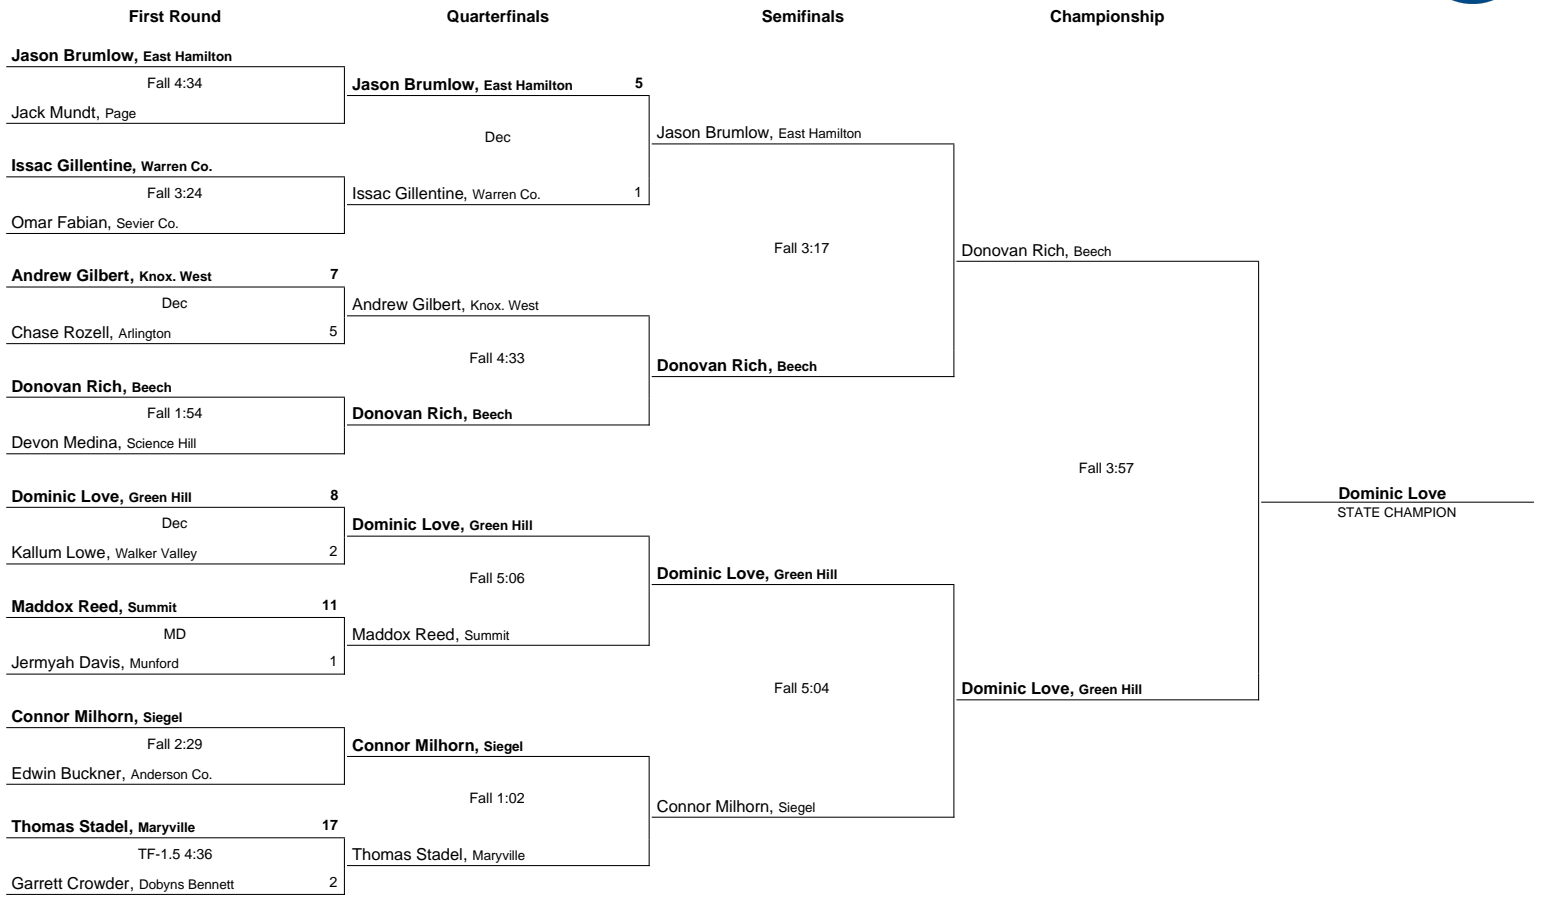 First Round
Quarterfinals
Semifinals
Championship
Jason Brumlow, East Hamilton
Fall 4:34
Jack Mundt, Page
Issac Gillentine, Warren Co.
Fall 3:24
Omar Fabian, Sevier Co.
Andrew Gilbert, Knox. West 7
Dec
Chase Rozell, Arlington 5
Donovan Rich, Beech
Fall 1:54
Devon Medina, Science Hill
Dominic Love, Green Hill 8
Dec
Kallum Lowe, Walker Valley 2
Maddox Reed, Summit 11
MD
Jermyah Davis, Munford 1
Connor Milhorn, Siegel
Fall 2:29
Edwin Buckner, Anderson Co.
Thomas Stadel, Maryville 17
TF-1.5 4:36
Garrett Crowder, Dobyns Bennett 2
Jason Brumlow, East Hamilton 5
Dec
Issac Gillentine, Warren Co. 1
Andrew Gilbert, Knox. West
Fall 4:33
Donovan Rich, Beech
Dominic Love, Green Hill
Fall 5:06
Maddox Reed, Summit
Connor Milhorn, Siegel
Fall 1:02
Thomas Stadel, Maryville
Jason Brumlow, East Hamilton
Fall 3:17
Donovan Rich, Beech
Dominic Love, Green Hill
Fall 5:04
Connor Milhorn, Siegel
Donovan Rich, Beech
Fall 3:57
Dominic Love, Green Hill
Dominic Love
STATE CHAMPION